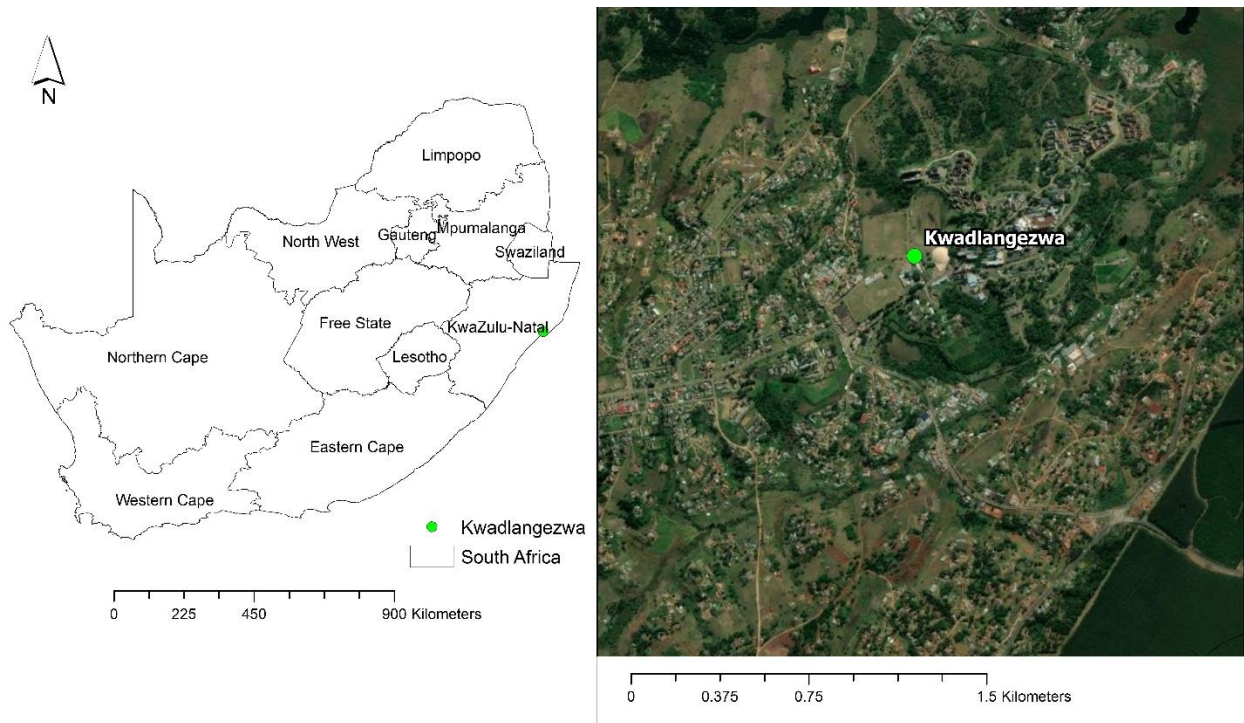 N
Limpopo
North West
Gauteng
Mpumalanga
Swaziland
Free State
KwaZulu-Natal
Lesotho
Northern Cape
Eastern Cape
Western Cape
Kwadlangezwa
South Africa
0 225 450 900 Kilometers
Kwadlangezwa
0 0.375 0.75 1.5 Kilometers